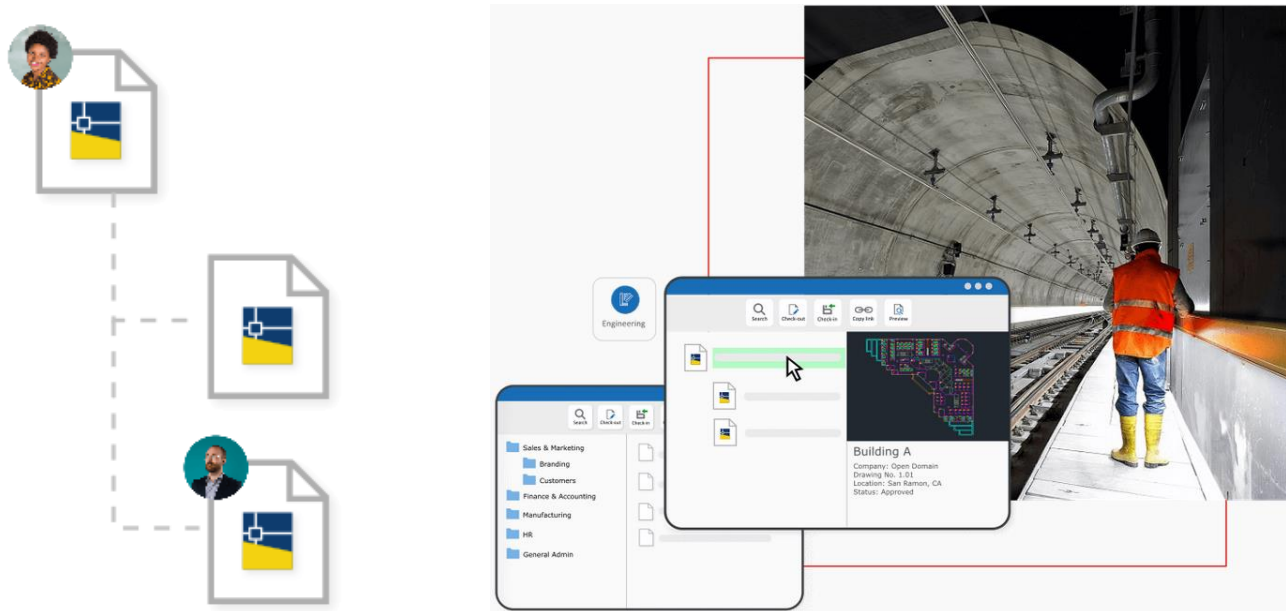 Engineering
Search
Check-out
Check-in
Copy link
Preview
Building A
Company: Open Domain
Drawing No. 1.01
Location: San Ramon, CA
Status: Approved
Search
Check-out
Check-in
Sales & Marketing
Branding
Customers
Finance & Accounting
Manufacturing
HR
General Admin